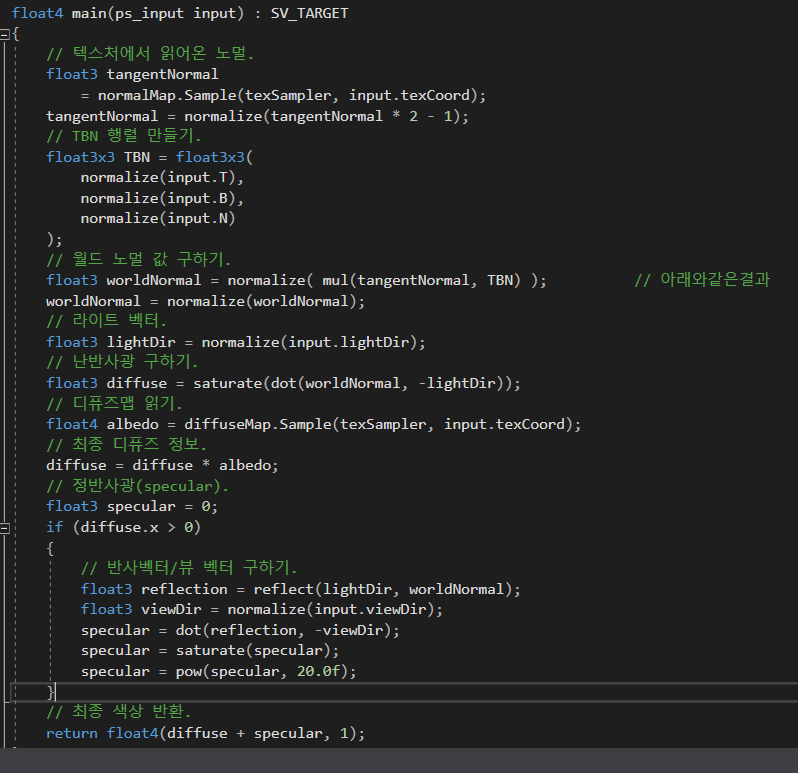 float4 main(ps_input input) : SV_TARGET
{
// 텍스처에서 읽어온 노멀.
float3 tangentNormal
= normalMap.Sample(texSampler, input.texCoord);
tangentNormal = normalize(tangentNormal * 2 - 1);
// TBN 행렬 만들기.
float3x3 TBN = float3x3(
normalize(input.T),
normalize(input.B),
normalize(input.N)
);
// 월드 노멀 값 구하기.
float3 worldNormal = normalize( mul(tangentNormal, TBN) ); // 아래와같은결과
worldNormal = normalize(worldNormal);
// 라이트 벡터.
float3 lightDir = normalize(input.lightDir);
// 난반사광 구하기.
float3 diffuse = saturate(dot(worldNormal, -lightDir));
// 디퓨즈맵 읽기.
float4 albedo = diffuseMap.Sample(texSampler, input.texCoord);
// 최종 디퓨즈 정보.
diffuse = diffuse * albedo;
// 정반사광(specular).
float3 specular = 0;
if (diffuse.x > 0)
{
// 반사벡터/뷰 벡터 구하기.
float3 reflection = reflect(lightDir, worldNormal);
float3 viewDir = normalize(input.viewDir);
specular = dot(reflection, -viewDir);
specular = saturate(specular);
specular = pow(specular, 20.0f);
}
// 최종 색상 반환.
return float4(diffuse + specular, 1);